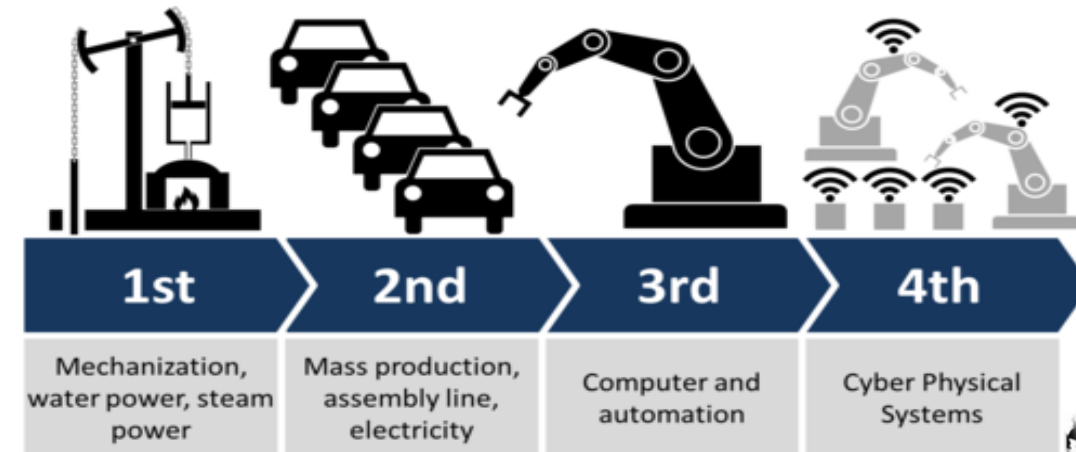 1st
2nd
3rd
4th
Mechanization,
water power, steam
power
Mass production,
assembly line,
electricity
Computer and
automation
Cyber Physical
Systems